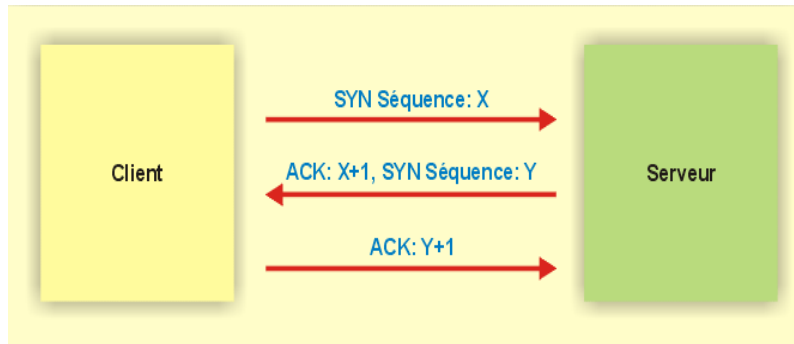 SYN Séquence: X
Client
ACK: X+1, SYN Séquence: Y
Serveur
ACK: Y+1